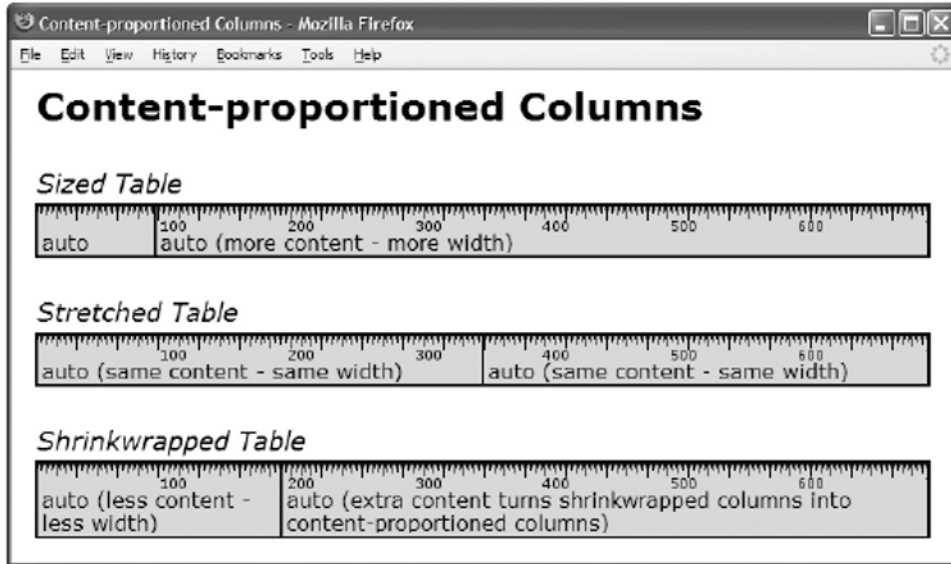 Content-proportioned Columns - Mozilla Firefox
File Edit View History Bookmarks Tools Help
Content-proportioned Columns
Sized Table
100 200 300 400 500 600
auto auto (more content - more width)
Stretched Table
100 200 300 400 500 600
auto (same content - same width) auto (same content - same width)
Shrinkwrapped Table
100 200 300 400 500 600
auto (less content - auto (extra content turns shrinkwrapped columns into
less width) content-proportioned columns)